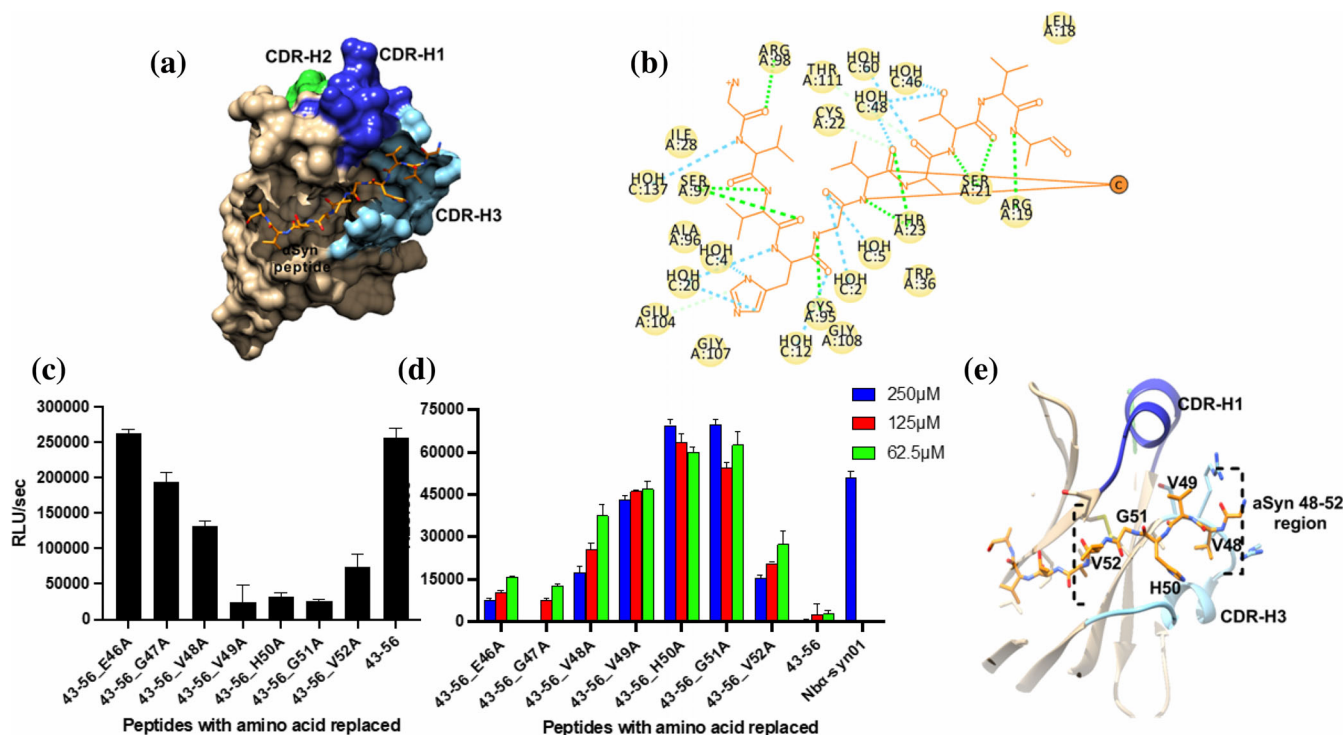 (a)
CDR-H2
CDR-H1
CDR-H3
aSyn
peptide
(b)
LEU
A:18
ARG
A:98
THR
A:111
HOH
C:60
HOH
C:46
HOH
C:48
CYS
A:22
+N
ILE
A:28
HOH
C:137
SER
A:97
SER
A:21
C
ARG
A:19
ALA
A:96
HOH
C:4
THR
A:23
HOH
C:5
HOH
C:20
HOH
C:2
TRP
A:36
GLU
A:104
CYS
A:95
GLY
A:108
GLY
A:107
HOH
C:12
N
(c)
RLU/sec
300000
250000
200000
150000
100000
50000
0
43-56_E46A
43-56_G47A
43-56_V48A
43-56_V49A
43-56_H50A
43-56_G51A
43-56_V52A
43-56
Peptides with amino acid replaced
(d)
75000
60000
45000
30000
15000
0
250µM
125µM
62.5µM
43-56_E46A
43-56_G47A
43-56_V48A
43-56_V49A
43-56_H50A
43-56_G51A
43-56_V52A
43-56
Nbα-syn01
Peptides with amino acid replaced
(e)
CDR-H1
V49
G51
aSyn 48-52
region
V48
V52
H50
CDR-H3